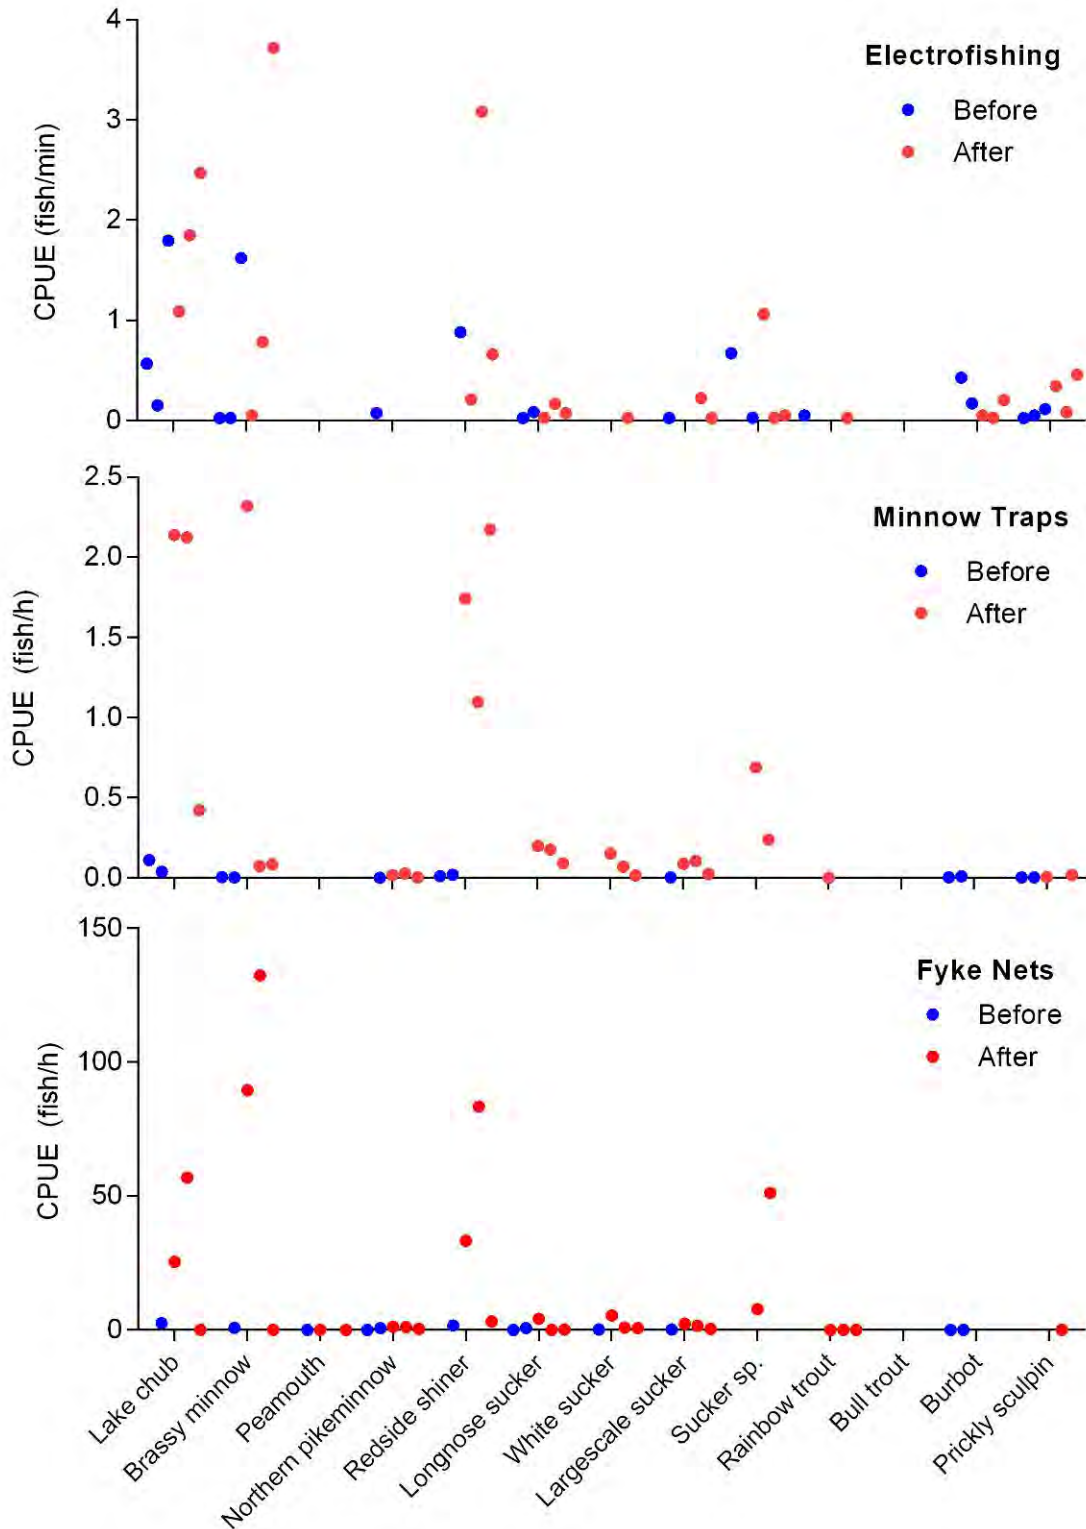 4
3
2
1
0
CPUE (fish/min)
Electrofishing
Before
After
2.5
2.0
1.5
1.0
0.5
0.0
CPUE (fish/h)
Minnow Traps
Before
After
150
100
50
0
CPUE (fish/h)
Fyke Nets
Before
After
Lake chub
Brassy minnow
Peamouth
Northern pikeminnow
Redside shiner
Longnose sucker
White sucker
Largescale sucker
Sucker sp.
Rainbow trout
Bull trout
Burbot
Prickly sculpin